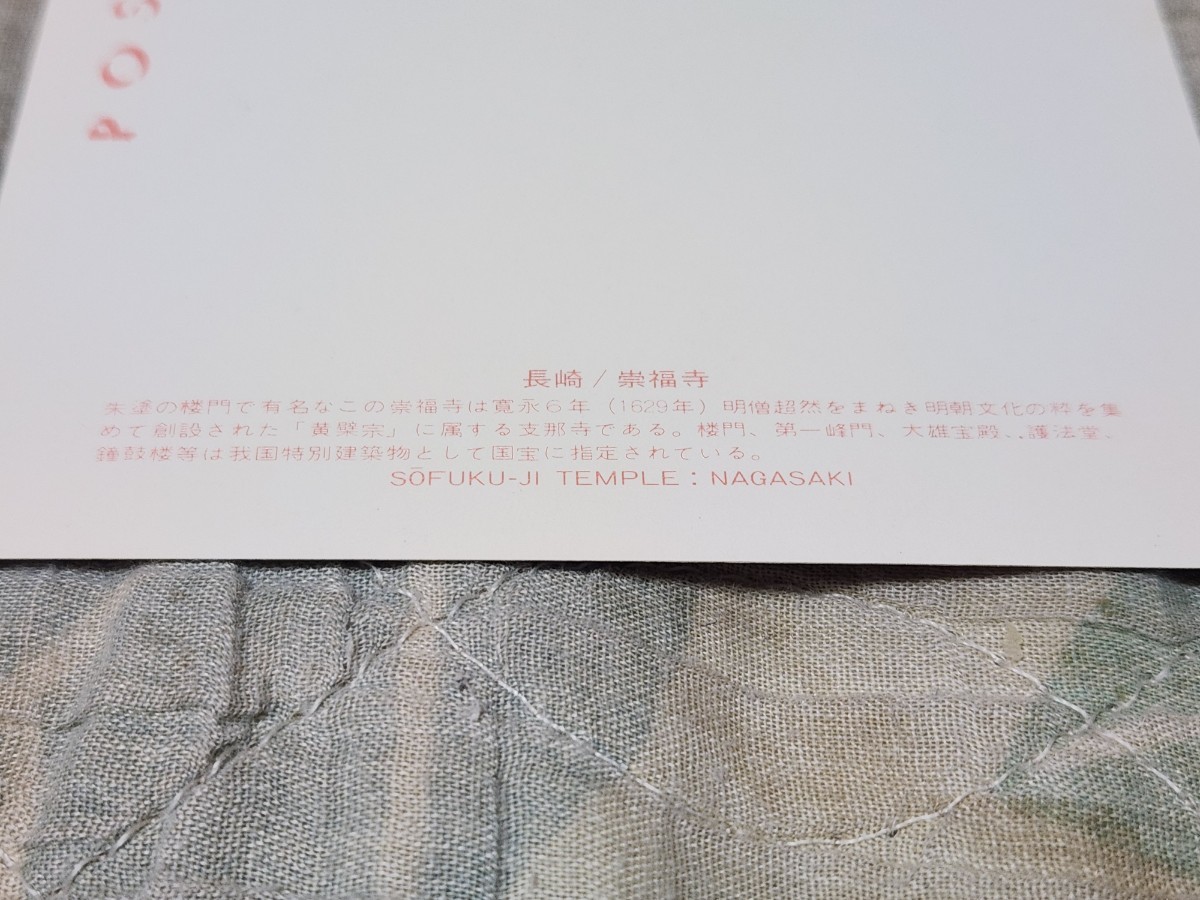 POS
長崎/崇福寺
朱塗の楼門で有名なこの崇福寺は寛永6年(1629年)明僧超然をまねき明朝文化の粋を集
めて創設された「黄檗宗」に属する支那寺である。楼門、第一峰門、大雄宝殿、護法堂、
鐘鼓楼等は我国特別建築物として国宝に指定されている。
SŌFUKU-JI TEMPLE : NAGASAKI